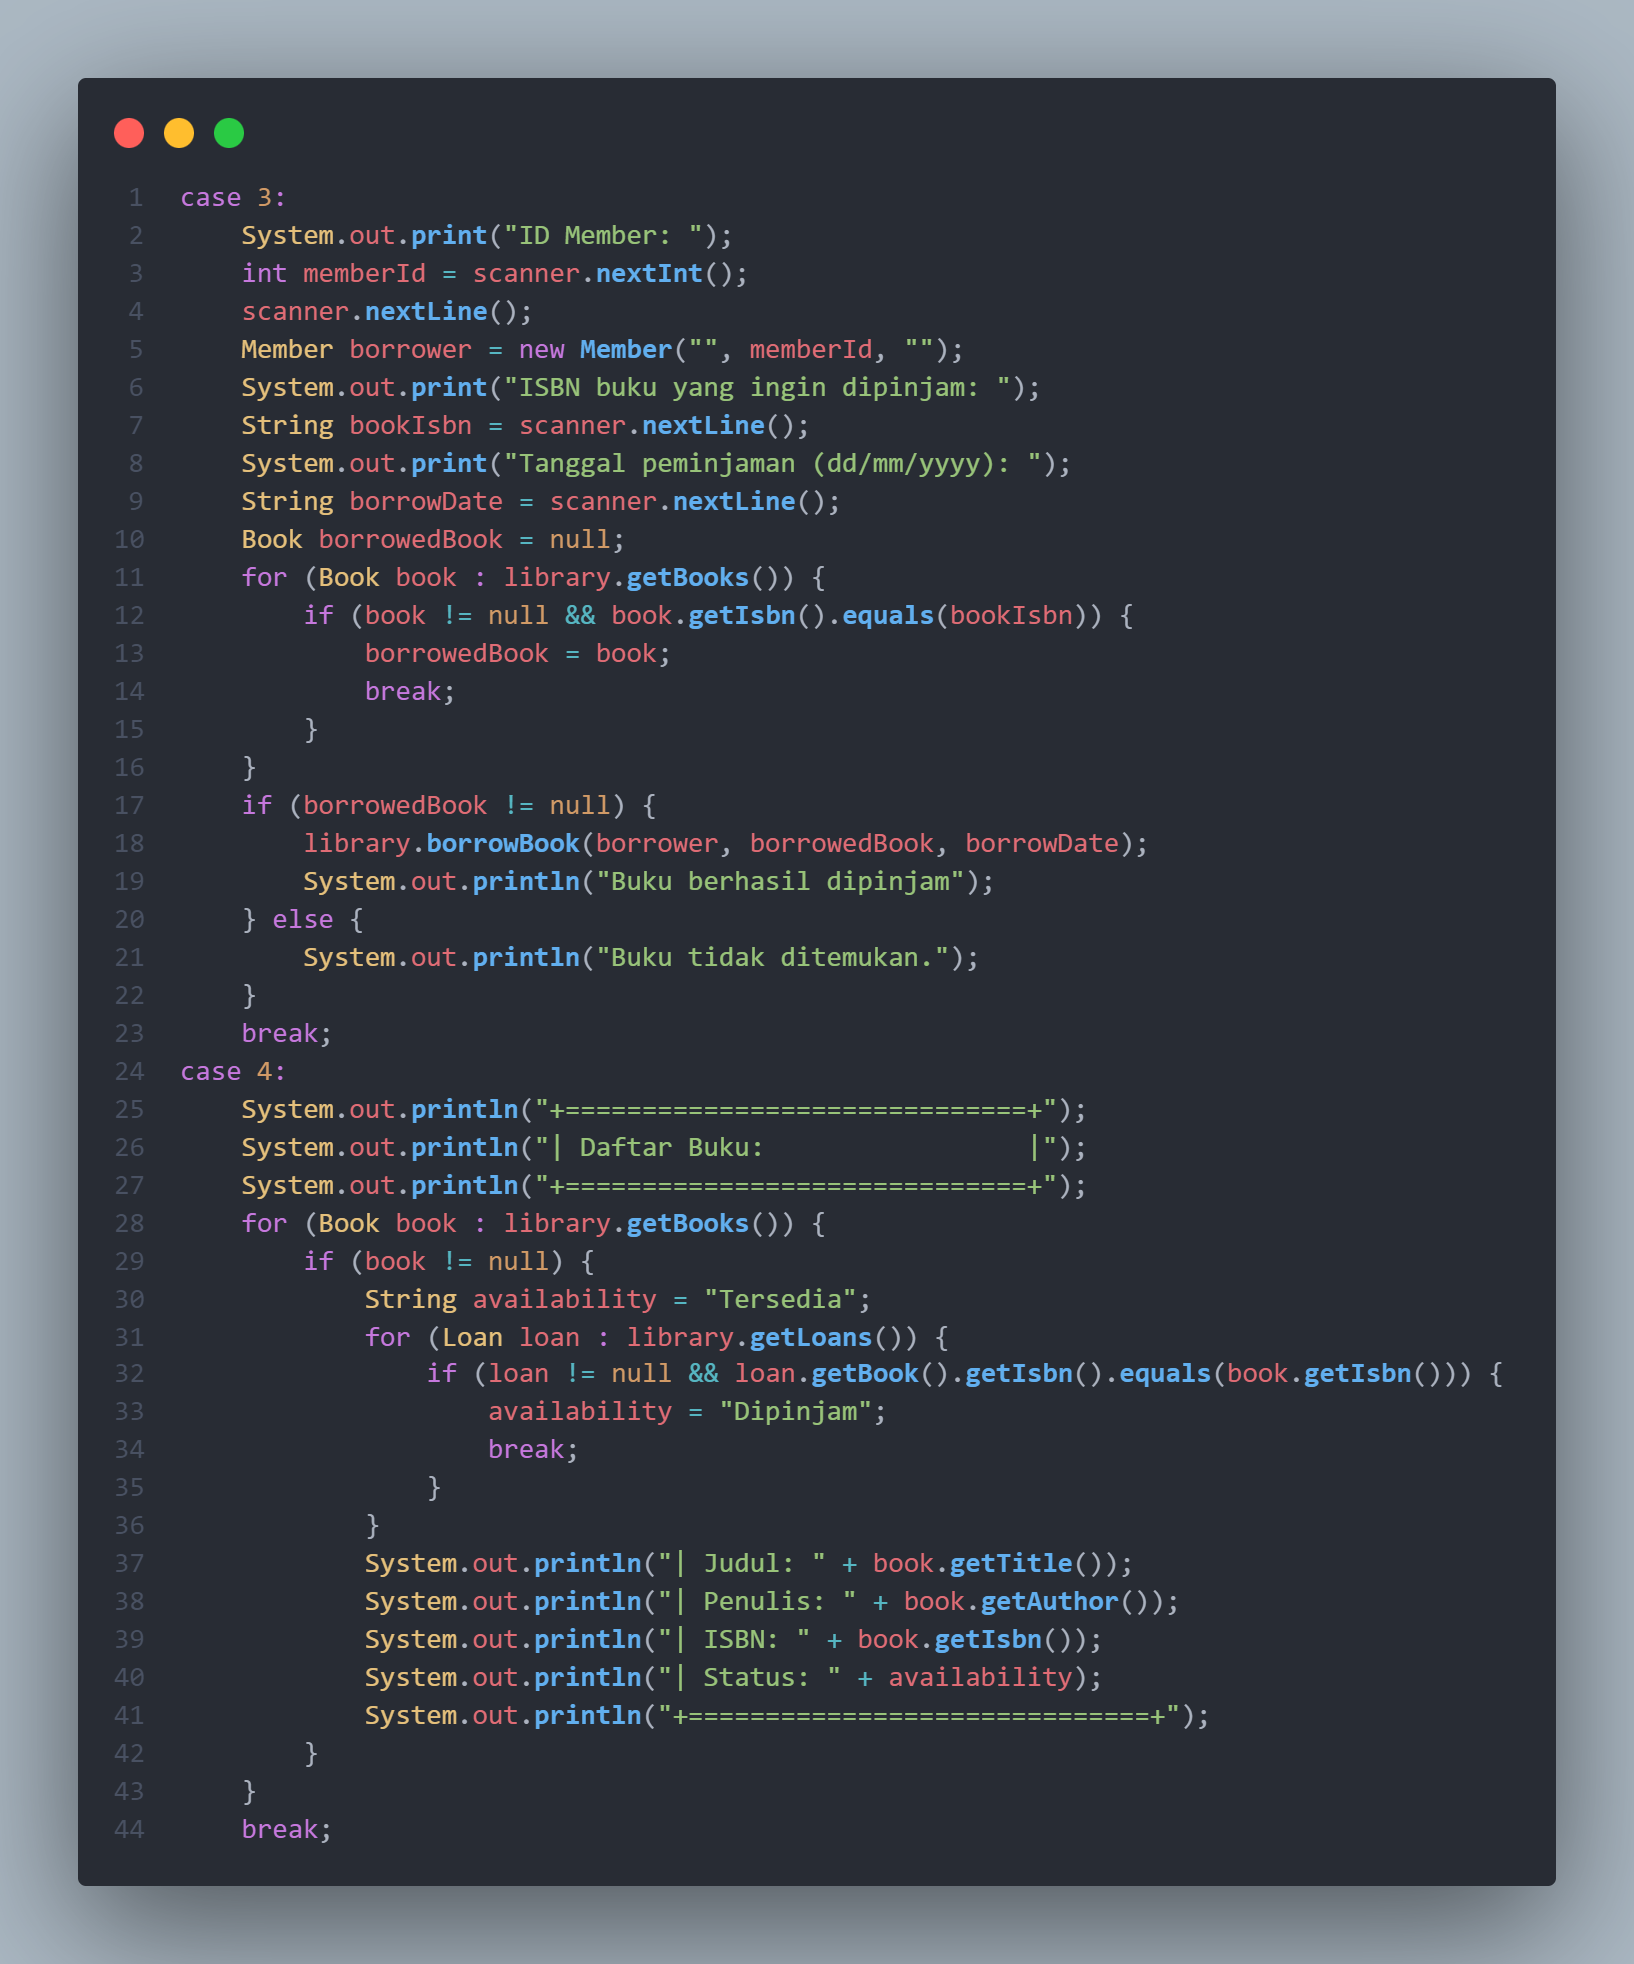 1 case 3:
2     System.out.print("ID Member: ");
3     int memberId = scanner.nextInt();
4     scanner.nextLine();
5     Member borrower = new Member("", memberId, "");
6     System.out.print("ISBN buku yang ingin dipinjam: ");
7     String bookIsbn = scanner.nextLine();
8     System.out.print("Tanggal peminjaman (dd/mm/yyyy): ");
9     String borrowDate = scanner.nextLine();
10     Book borrowedBook = null;
11     for (Book book : library.getBooks()) {
12         if (book != null && book.getIsbn().equals(bookIsbn)) {
13             borrowedBook = book;
14             break;
15         }
16     }
17     if (borrowedBook != null) {
18         library.borrowBook(borrower, borrowedBook, borrowDate);
19         System.out.println("Buku berhasil dipinjam");
20     } else {
21         System.out.println("Buku tidak ditemukan.");
22     }
23     break;
24 case 4:
25     System.out.println("+==============================+");
26     System.out.println("| Daftar Buku:                 |");
27     System.out.println("+==============================+");
28     for (Book book : library.getBooks()) {
29         if (book != null) {
30             String availability = "Tersedia";
31             for (Loan loan : library.getLoans()) {
32                 if (loan != null && loan.getBook().getIsbn().equals(book.getIsbn())) {
33                     availability = "Dipinjam";
34                     break;
35                 }
36             }
37             System.out.println("| Judul: " + book.getTitle());
38             System.out.println("| Penulis: " + book.getAuthor());
39             System.out.println("| ISBN: " + book.getIsbn());
40             System.out.println("| Status: " + availability);
41             System.out.println("+==============================+");
42         }
43     }
44     break;